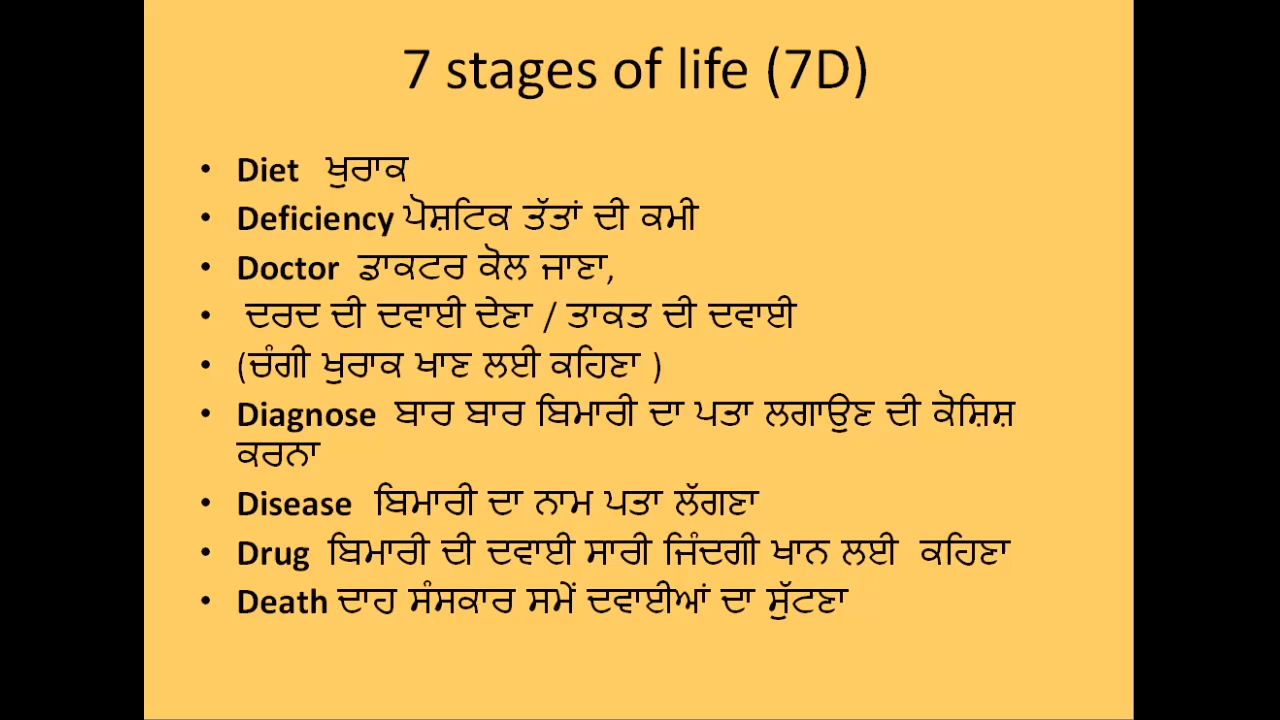 7 stages of life (7D)
• Diet ਖੁਰਾਕ
• Deficiency ਪੋਸ਼ਟਿਕ ਤੱਤਾਂ ਦੀ ਕਮੀ
• Doctor ਡਾਕਟਰ ਕੋਲ ਜਾਣਾ,
• ਦਰਦ ਦੀ ਦਵਾਈ ਦੇਣਾ / ਤਾਕਤ ਦੀ ਦਵਾਈ
• (ਚੰਗੀ ਖੁਰਾਕ ਖਾਣ ਲਈ ਕਹਿਣਾ )
• Diagnose ਬਾਰ ਬਾਰ ਬਿਮਾਰੀ ਦਾ ਪਤਾ ਲਗਾਉਣ ਦੀ ਕੋਸ਼ਿਸ਼
ਕਰਨਾ
• Disease ਬਿਮਾਰੀ ਦਾ ਨਾਮ ਪਤਾ ਲੱਗਣਾ
• Drug ਬਿਮਾਰੀ ਦੀ ਦਵਾਈ ਸਾਰੀ ਜਿੰਦਗੀ ਖਾਨ ਲਈ ਕਹਿਣਾ
• Death ਦਾਹ ਸੰਸਕਾਰ ਸਮੇਂ ਦਵਾਈਆਂ ਦਾ ਸੁੱਟਣਾ